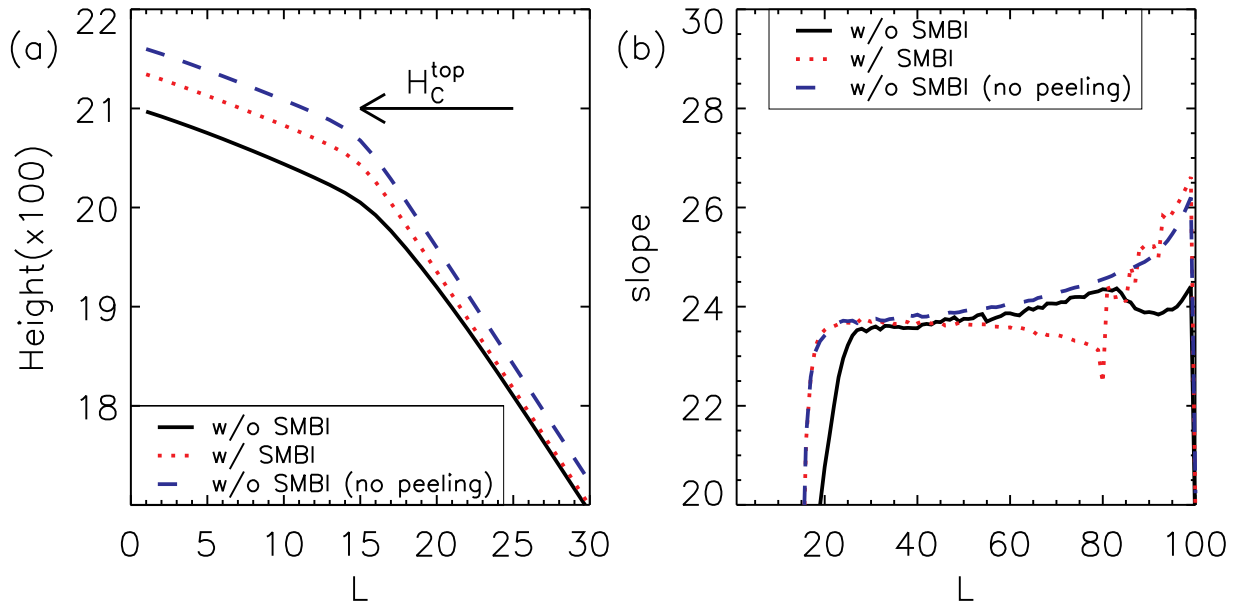 (a)
Height(x100)
22
21
20
19
18
H_C^top
w/o SMBI
w/ SMBI
w/o SMBI (no peeling)
0 5 10 15 20 25 30
L
(b)
slope
30
28
26
24
22
20
w/o SMBI
w/ SMBI
w/o SMBI (no peeling)
20 40 60 80 100
L